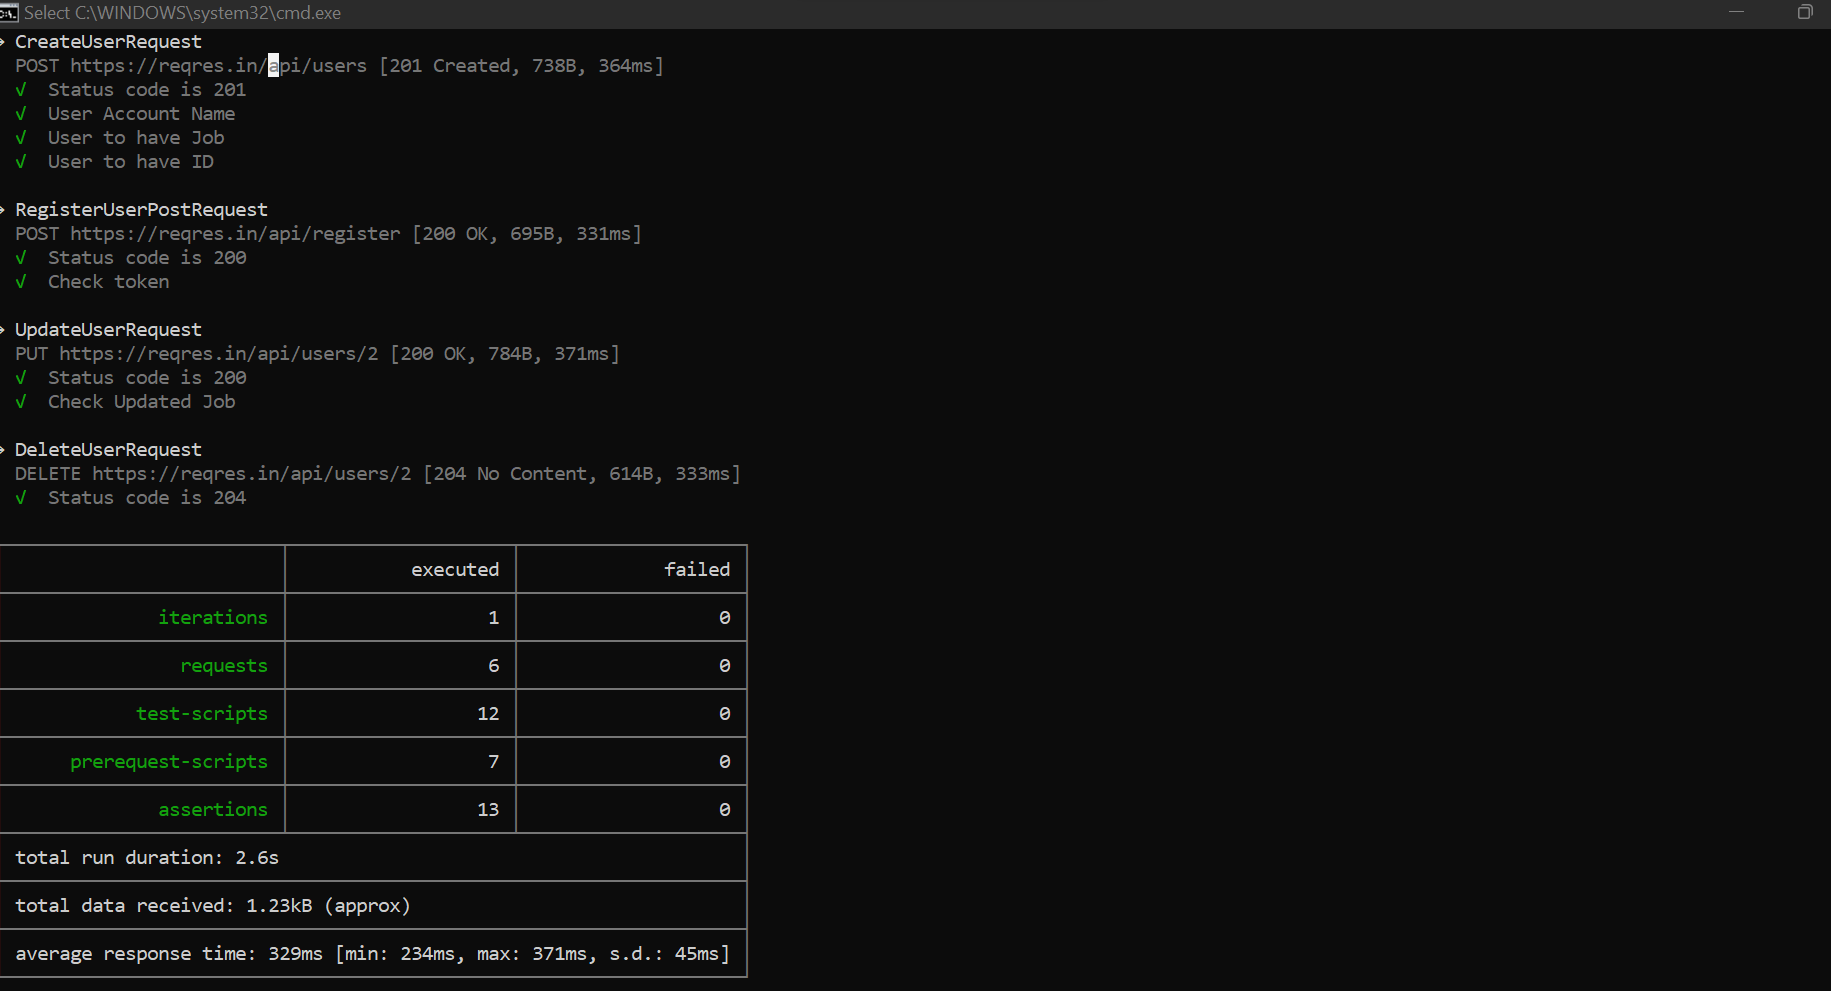 Select C:\WINDOWS\system32\cmd.exe
→ CreateUserRequest
POST https://reqres.in/api/users [201 Created, 738B, 364ms]
√ Status code is 201
√ User Account Name
√ User to have Job
√ User to have ID
→ RegisterUserPostRequest
POST https://reqres.in/api/register [200 OK, 695B, 331ms]
√ Status code is 200
√ Check token
→ UpdateUserRequest
PUT https://reqres.in/api/users/2 [200 OK, 784B, 371ms]
√ Status code is 200
√ Check Updated Job
→ DeleteUserRequest
DELETE https://reqres.in/api/users/2 [204 No Content, 614B, 333ms]
√ Status code is 204
executed failed
iterations 1 0
requests 6 0
test-scripts 12 0
prerequest-scripts 7 0
assertions 13 0
total run duration: 2.6s
total data received: 1.23kB (approx)
average response time: 329ms [min: 234ms, max: 371ms, s.d.: 45ms]